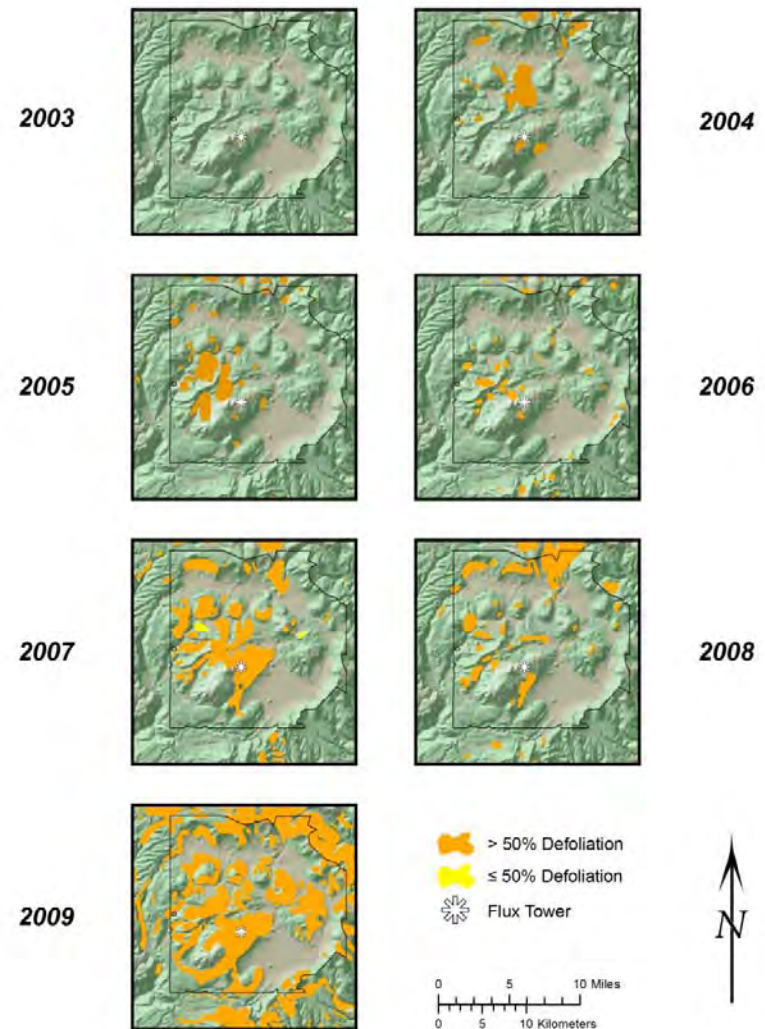 2003
2004
2005
2006
2007
2008
2009
> 50% Defoliation
≤ 50% Defoliation
Flux Tower
N
0 5 10 Miles
0 5 10 Kilometers